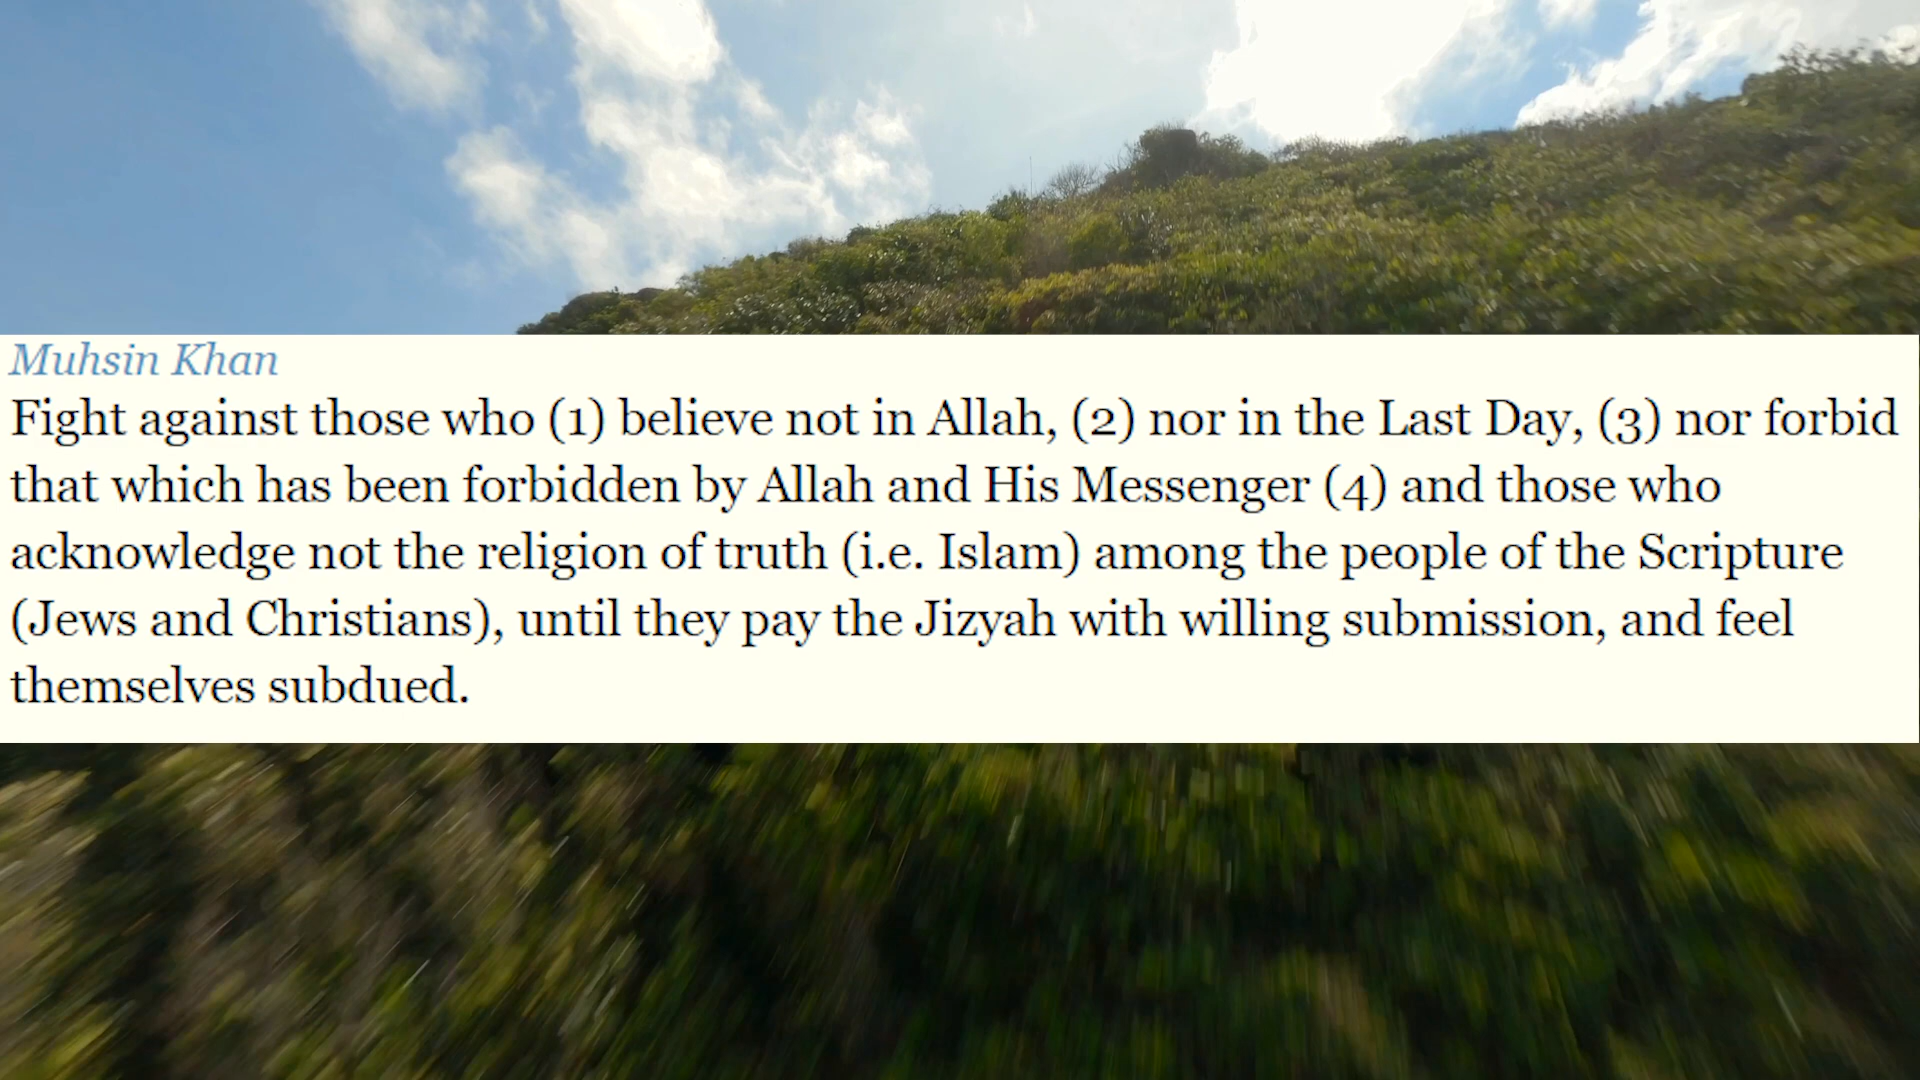 Muhsin Khan
Fight against those who (1) believe not in Allah, (2) nor in the Last Day, (3) nor forbid
that which has been forbidden by Allah and His Messenger (4) and those who
acknowledge not the religion of truth (i.e. Islam) among the people of the Scripture
(Jews and Christians), until they pay the Jizyah with willing submission, and feel
themselves subdued.